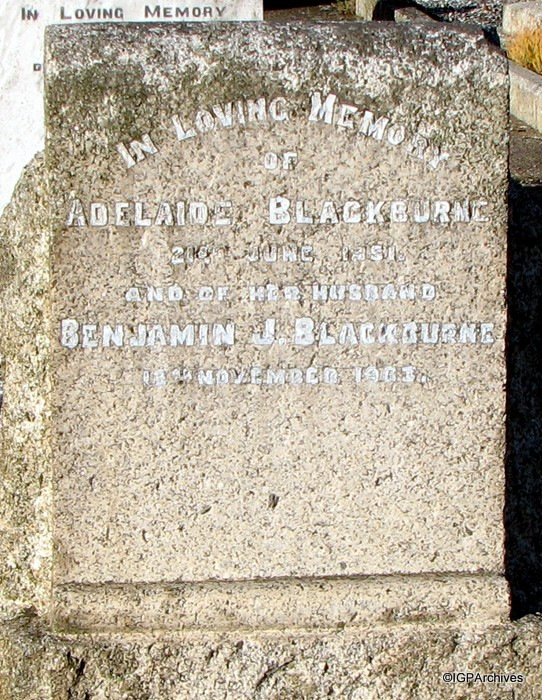 In Loving Memory
In Loving Memory
of
Adelaide Blackburne
21st June 1951.
and of her husband
Benjamin J. Blackburne
November 1963.
©IGPArchives